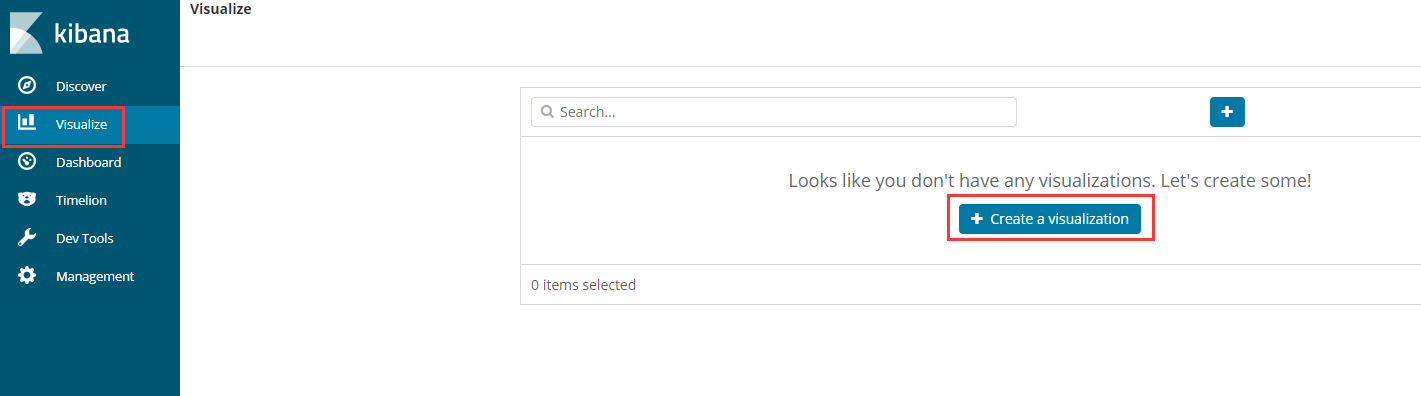 kibana
Discover
Visualize
Dashboard
Timelion
Dev Tools
Management
Visualize
Search...
Looks like you don't have any visualizations. Let's create some!
Create a visualization
0 items selected